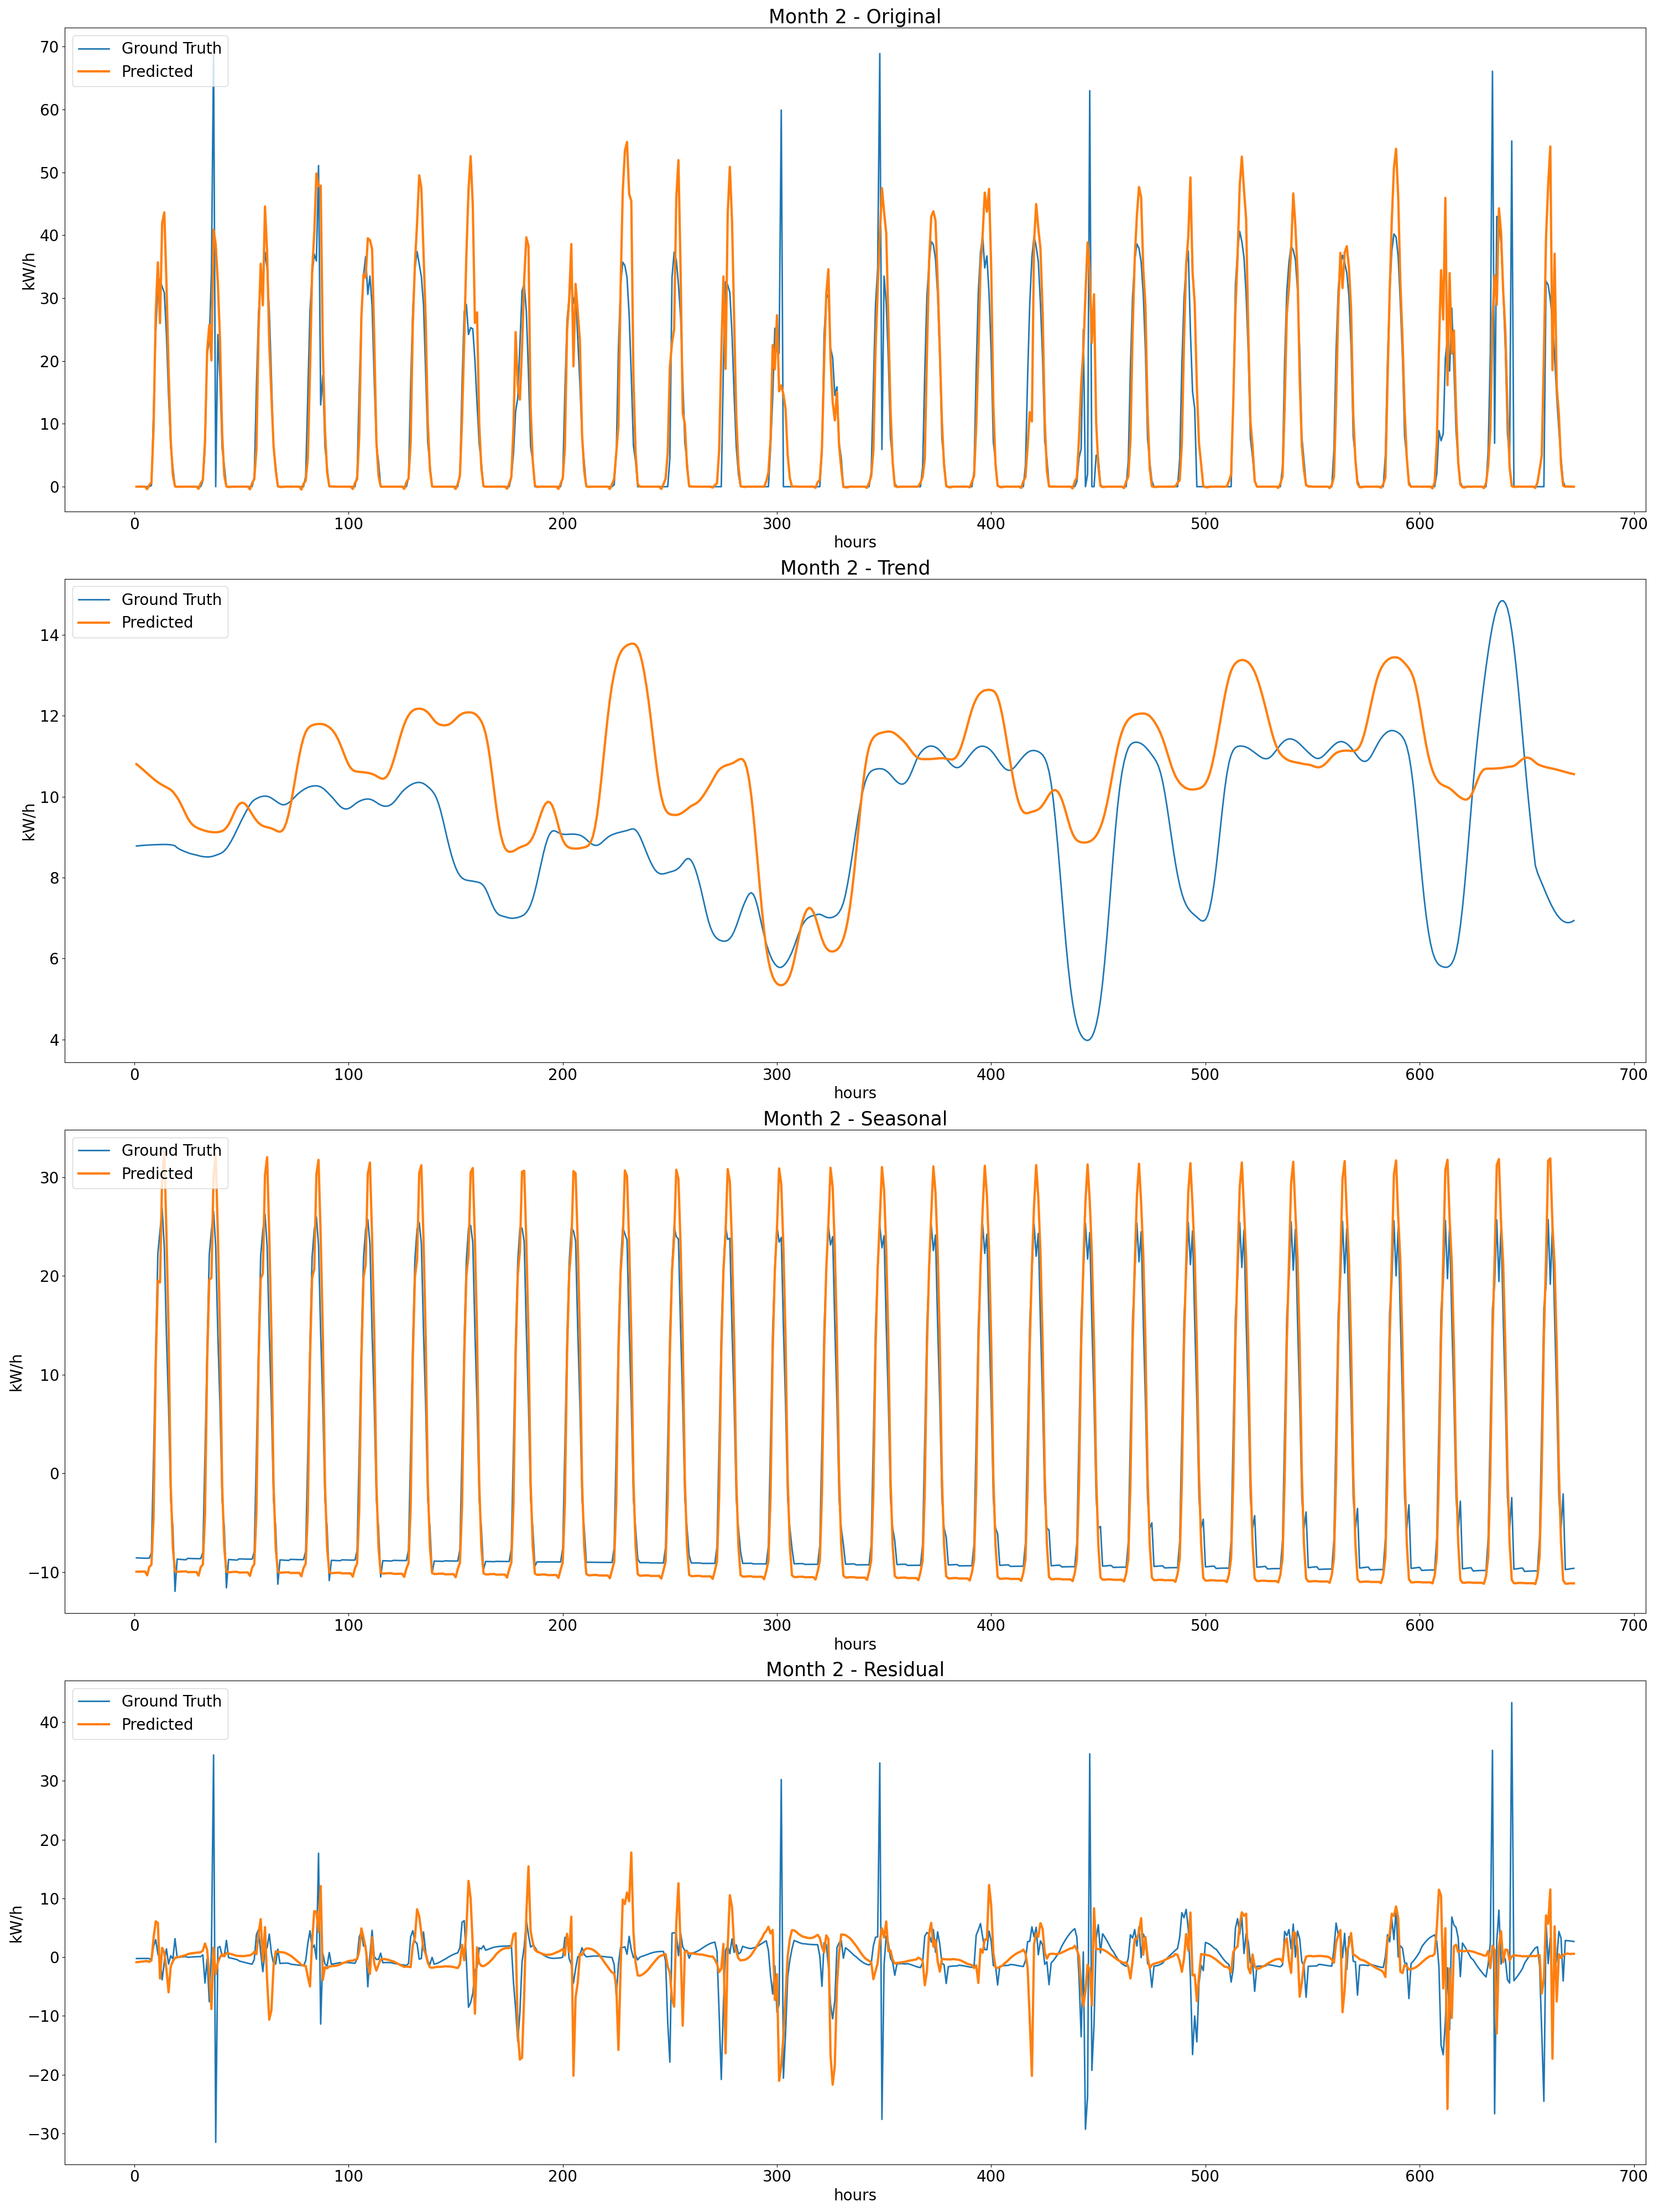 Month 2 - Original
Ground Truth
Predicted
kW/h
70
60
50
40
30
20
10
0
0 100 200 300 400 500 600 700
hours
Month 2 - Trend
Ground Truth
Predicted
kW/h
14
12
10
8
6
4
0 100 200 300 400 500 600 700
hours
Month 2 - Seasonal
Ground Truth
Predicted
kW/h
30
20
10
0
−10
0 100 200 300 400 500 600 700
hours
Month 2 - Residual
Ground Truth
Predicted
kW/h
40
30
20
10
0
−10
−20
−30
0 100 200 300 400 500 600 700
hours